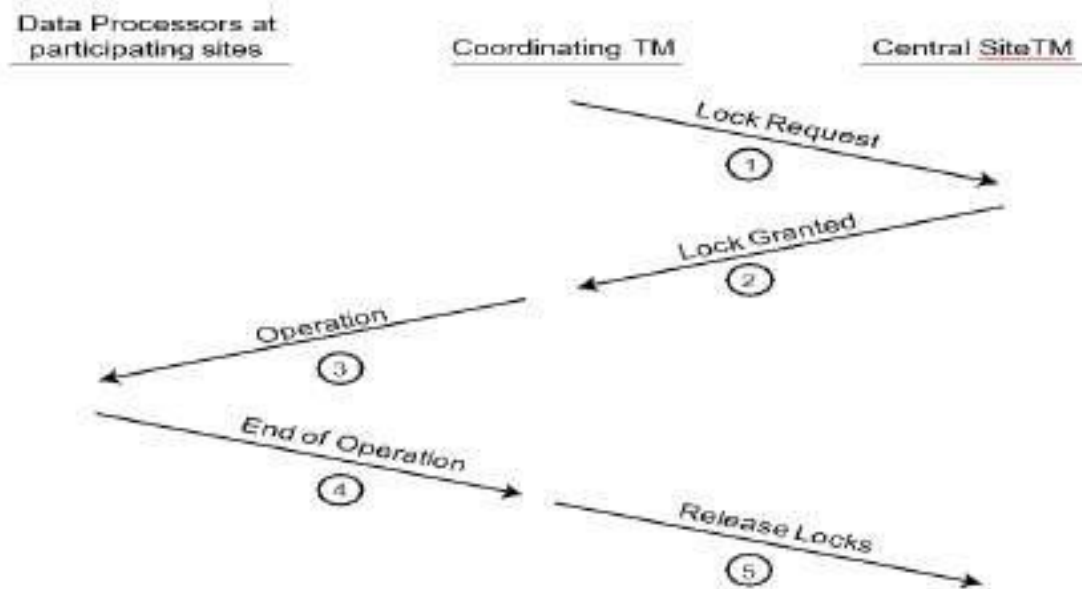 Data Processors at
participating sites
Coordinating TM
Central SiteTM
Lock Request
1
Lock Granted
2
Operation
3
End of Operation
4
Release Locks
5